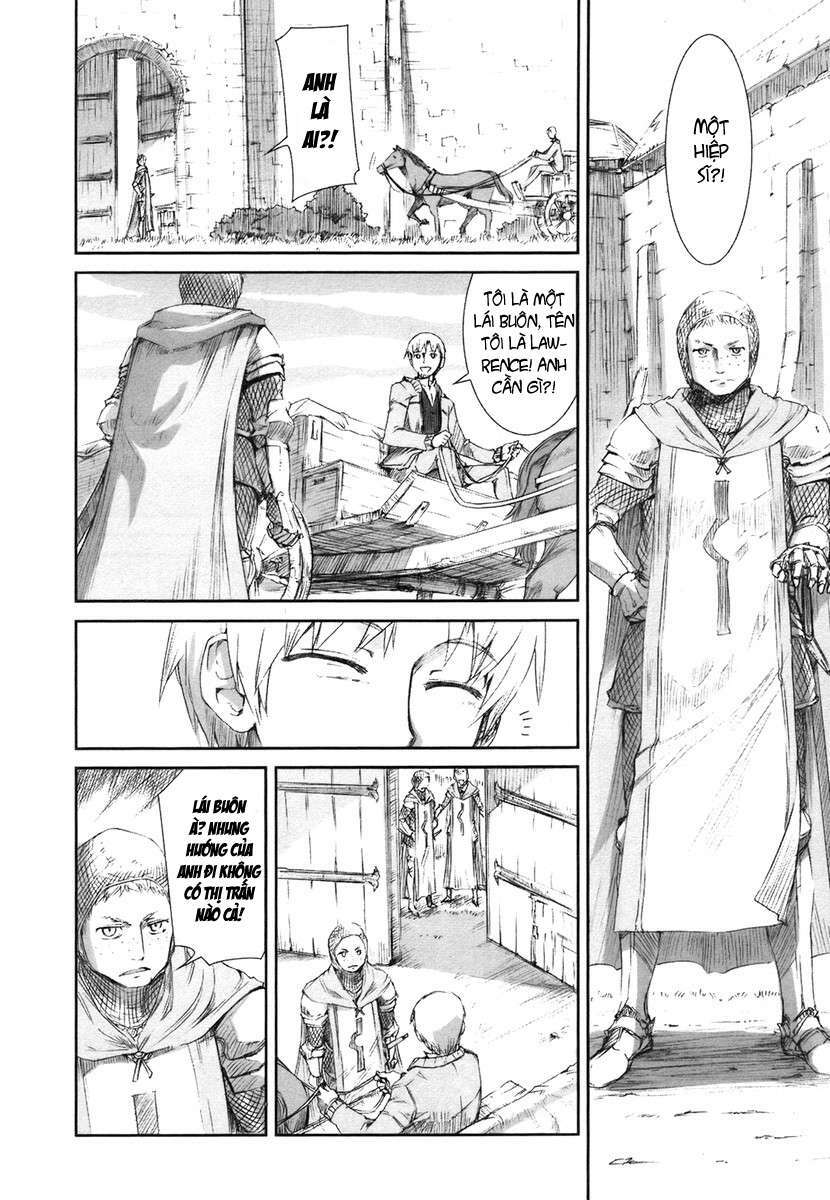 MỘT
HIỆP
SĨ?!
ANH
LÀ
AI?!
TÔI LÀ MỘT
LÁI BUÔN, TÊN
TÔI LÀ LAW-
RENCE! ANH
CẦN GÌ?!
LÁI BUÔN
À? NHƯNG
HƯỚNG CỦA
ANH ĐI KHÔNG
CÓ THỊ TRẤN
NÀO CẢ!